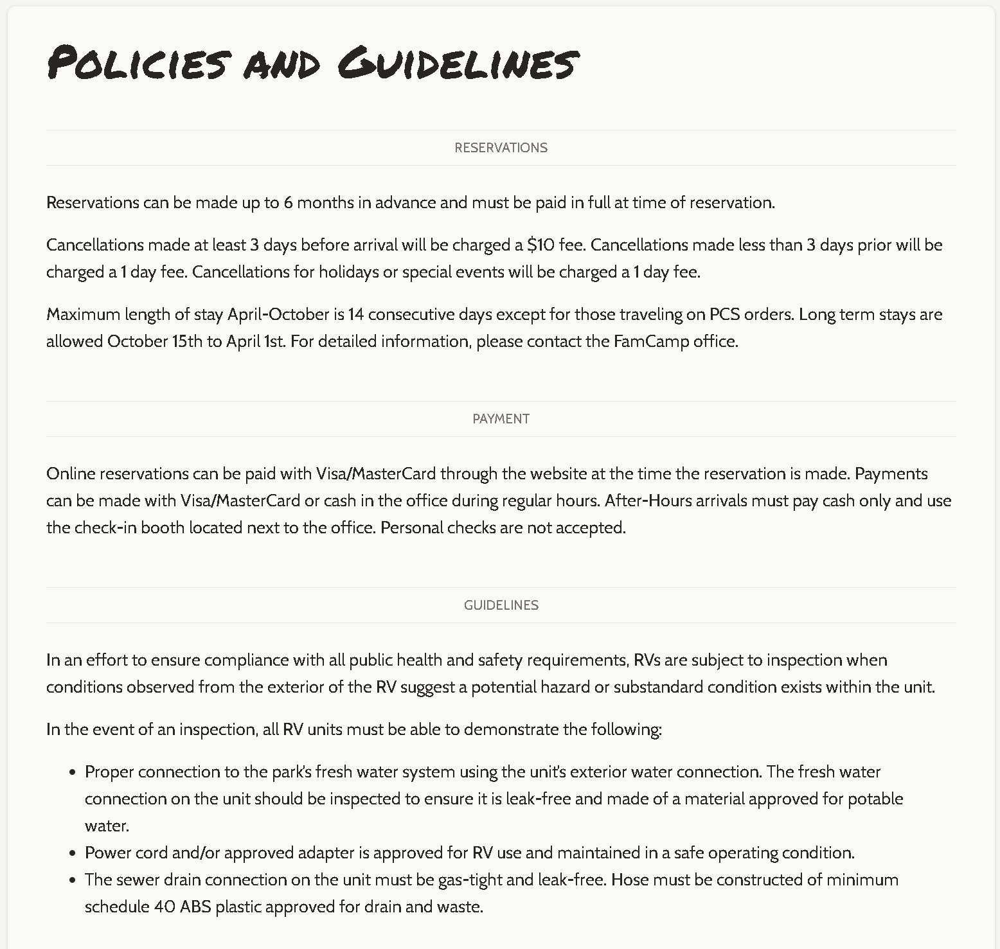 Policies and Guidelines
RESERVATIONS
Reservations can be made up to 6 months in advance and must be paid in full at time of reservation.
Cancellations made at least 3 days before arrival will be charged a $10 fee. Cancellations made less than 3 days prior will be
charged a 1 day fee. Cancellations for holidays or special events will be charged a 1 day fee.
Maximum length of stay April-October is 14 consecutive days except for those traveling on PCS orders. Long term stays are
allowed October 15th to April 1st. For detailed information, please contact the FamCamp office.
PAYMENT
Online reservations can be paid with Visa/MasterCard through the website at the time the reservation is made. Payments
can be made with Visa/MasterCard or cash in the office during regular hours. After-Hours arrivals must pay cash only and use
the check-in booth located next to the office. Personal checks are not accepted.
GUIDELINES
In an effort to ensure compliance with all public health and safety requirements, RVs are subject to inspection when
conditions observed from the exterior of the RV suggest a potential hazard or substandard condition exists within the unit.
In the event of an inspection, all RV units must be able to demonstrate the following:
• Proper connection to the park's fresh water system using the unit's exterior water connection. The fresh water
connection on the unit should be inspected to ensure it is leak-free and made of a material approved for potable
water.
• Power cord and/or approved adapter is approved for RV use and maintained in a safe operating condition.
• The sewer drain connection on the unit must be gas-tight and leak-free. Hose must be constructed of minimum
schedule 40 ABS plastic approved for drain and waste.